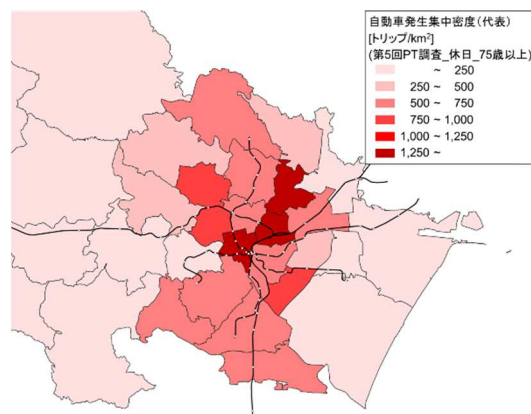 自動車発生集中密度(代表)
[トリップ/km²]
(第5回PT調査_休日_75歳以上)
~ 250
250 ~ 500
500 ~ 750
750 ~ 1,000
1,000 ~ 1,250
1,250 ~